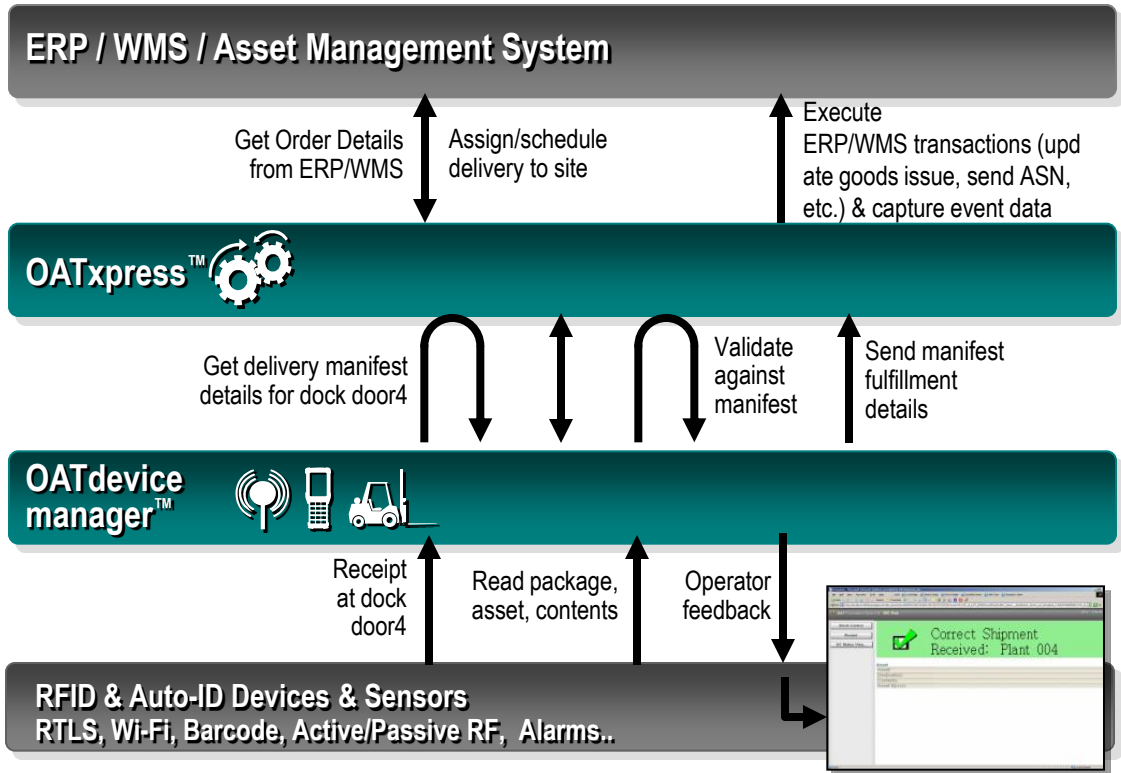 ERP / WMS / Asset Management System
Get Order Details
from ERP/WMS
Assign/schedule
delivery to site
Execute
ERP/WMS transactions (upd
ate goods issue, send ASN,
etc.) & capture event data
OATxpress™
Get delivery manifest
details for dock door4
Validate
against
manifest
Send manifest
fulfillment
details
OATdevice
manager™
Receipt
at dock
door4
Read package,
asset, contents
Operator
feedback
Correct Shipment
Received: Plant 004
RFID & Auto-ID Devices & Sensors
RTLS, Wi-Fi, Barcode, Active/Passive RF, Alarms..